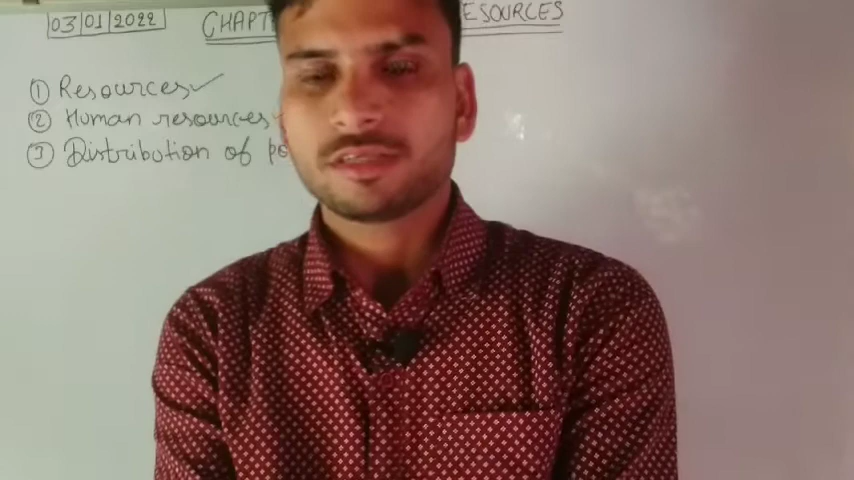 03|01|2022
CHAPT ESOURCES
① Resources ✓
② Human resources
③ Distribution of po